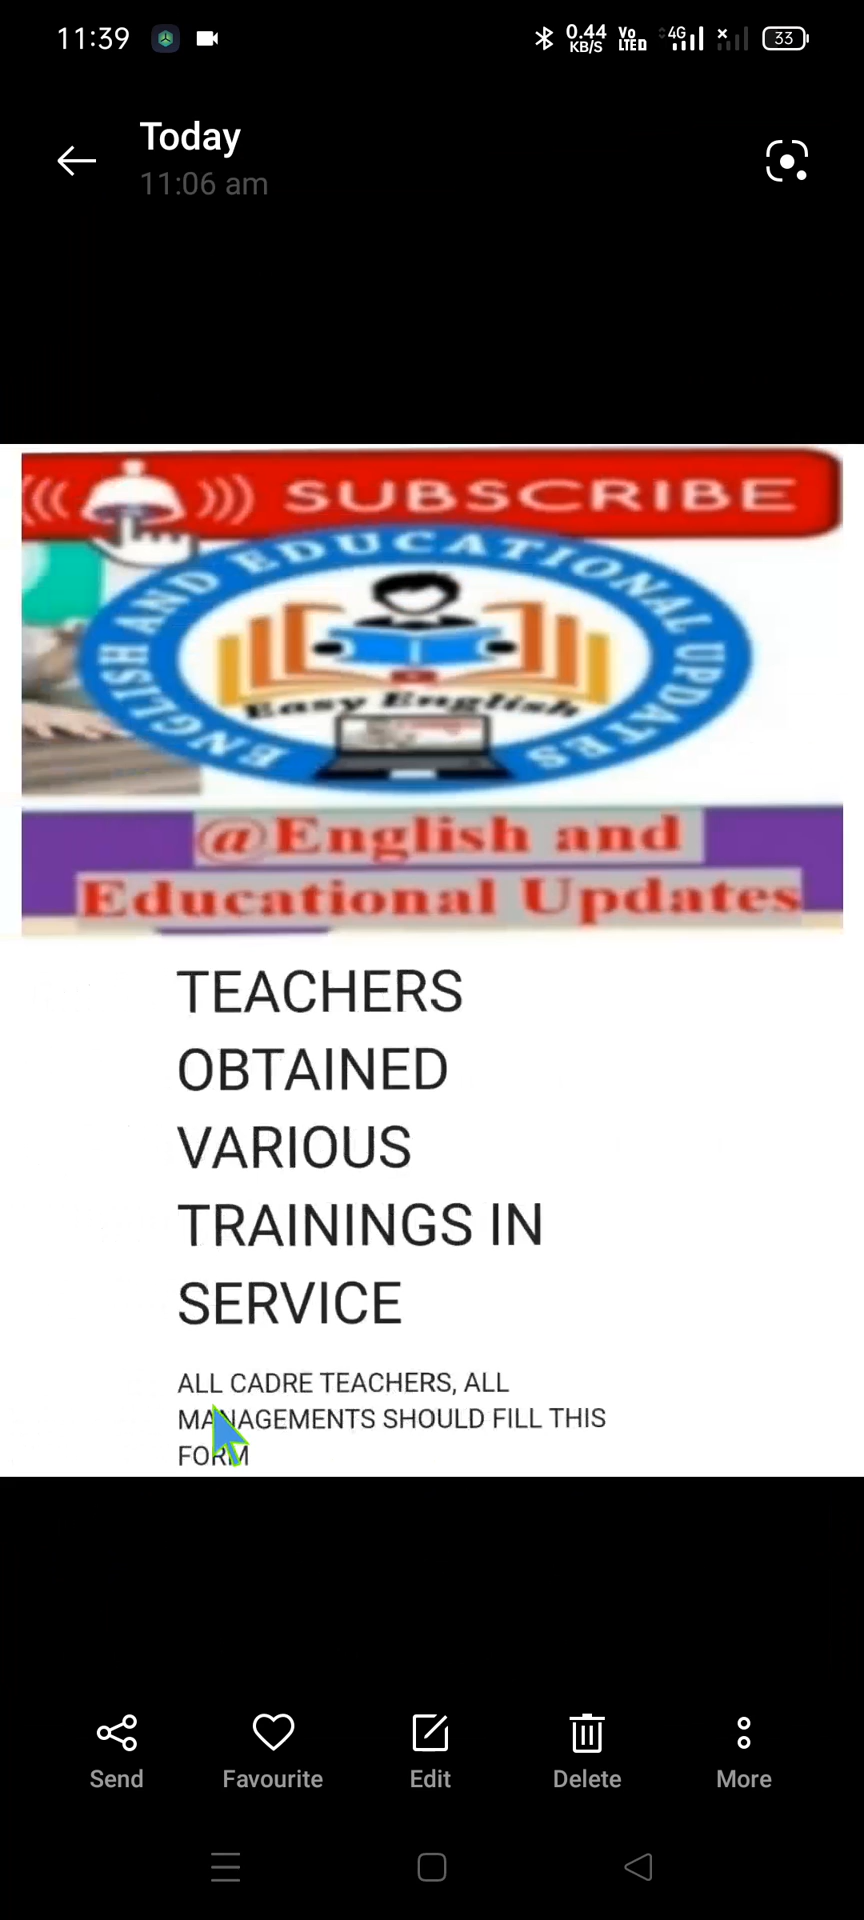 11:39
0.44
KB/S
Vo
LTED
4G
33
Today
11:06 am
SUBSCRIBE
ENGLISH AND EDUCATIONAL UPDATES
Easy English
@English and
Educational Updates
TEACHERS
OBTAINED
VARIOUS
TRAININGS IN
SERVICE
ALL CADRE TEACHERS, ALL
MANAGEMENTS SHOULD FILL THIS
FORM
Send
Favourite
Edit
Delete
More